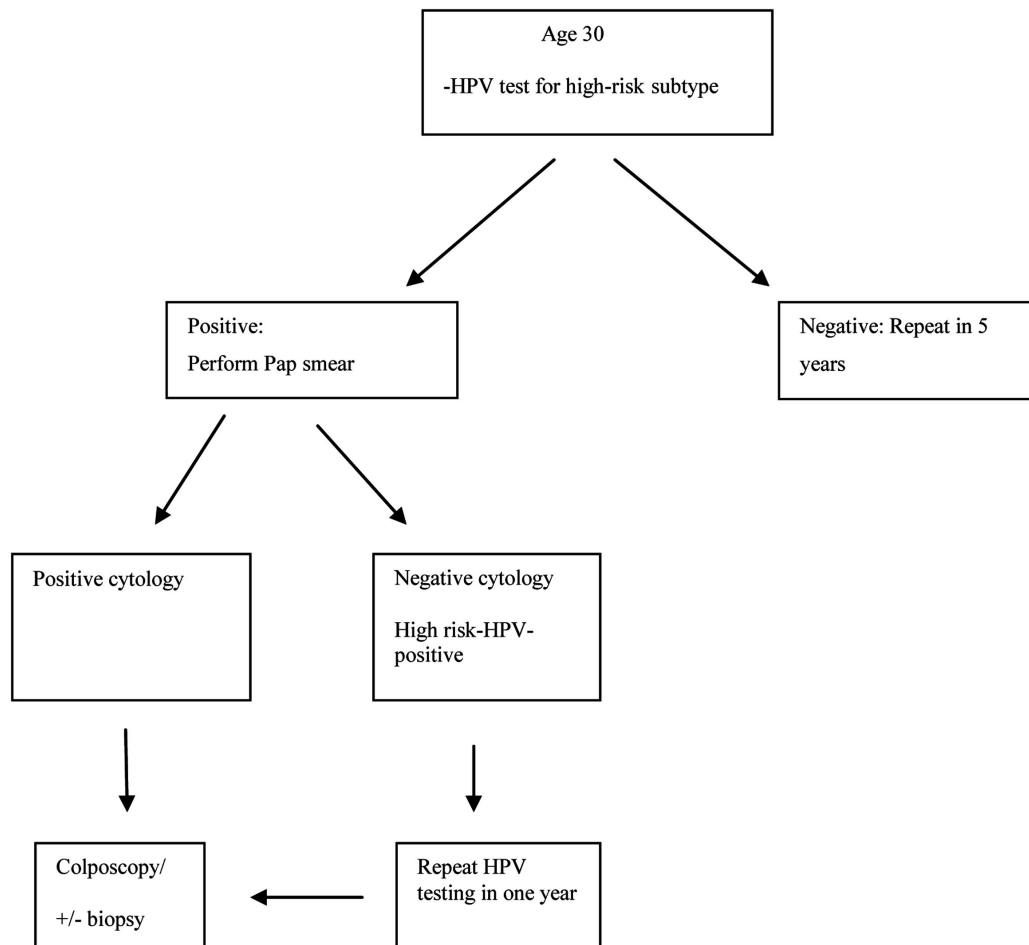 Age 30
-HPV test for high-risk subtype
Positive:
Perform Pap smear
Negative: Repeat in 5
years
Positive cytology
Negative cytology
High risk-HPV-
positive
Colposcopy/
+/- biopsy
Repeat HPV
testing in one year